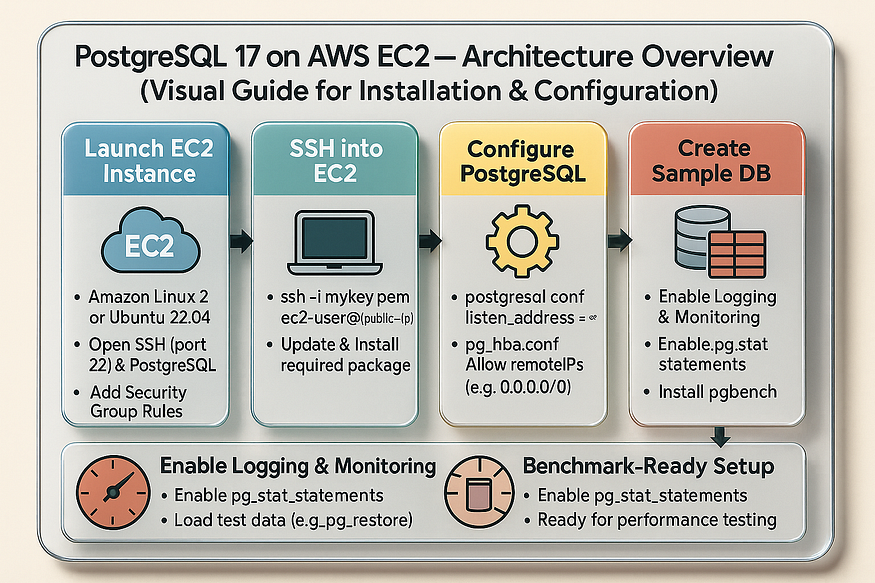 PostgreSQL 17 on AWS EC2 — Architecture Overview
(Visual Guide for Installation & Configuration)
Launch EC2
Instance
EC2
• Amazon Linux 2
or Ubuntu 22.04
• Open SSH (port
22) & PostgreSQL
• Add Security
Group Rules
SSH into
EC2
• ssh -i mykey pem
ec2-user@(public-(p)
• Update & Install
required package
Configure
PostgreSQL
• postgresql conf
listen_address =
• pg_hba.conf
Allow remoteIPs
(e.g. 0.0.0.0/0)
Create
Sample DB
• Enable Logging
& Monitoring
• Enable.pg.stat
statements
• Install pgbench
Enable Logging & Monitoring
• Enable pg_stat_statements
• Load test data (e.g_pg_restore)
Benchmark-Ready Setup
• Enable pg_stat_statements
• Ready for performance testing